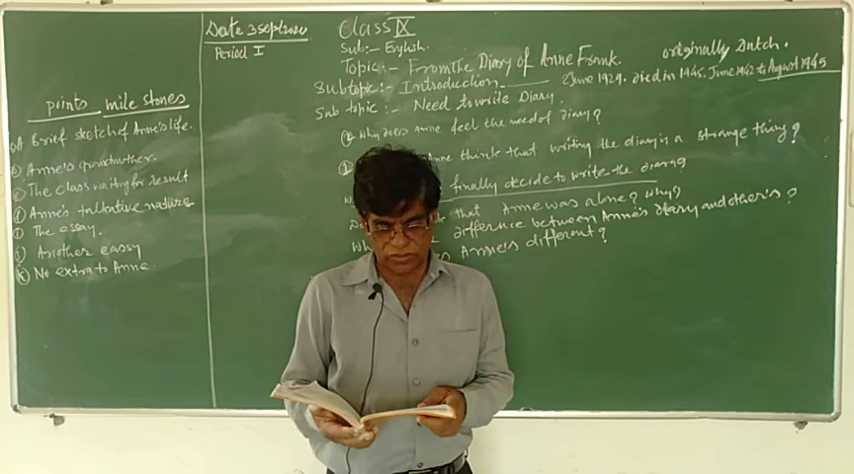 points mile stones
A Brief sketch of Anne's life.
Anne's grandmother.
The class waiting for result
Anne's talkative nature
The essay.
Another eassy
No extra to Anne
Date 3 sep
Period I
Class IX
Sub:- English.
Topic:- From the Diary of Anne Frank. originally Dutch.
Subtopic:- Introduction. June 1929. Died in 1945. June 1942 to August 1945
Sub topic:- Need to write Diary.
Why does Anne feel the need of Diary?
Anne think that writing the diary is a strange thing?
finally decide to write the diary?
that Anne was alone? Why?
difference between Anne's diary and other's?
Anne's different?